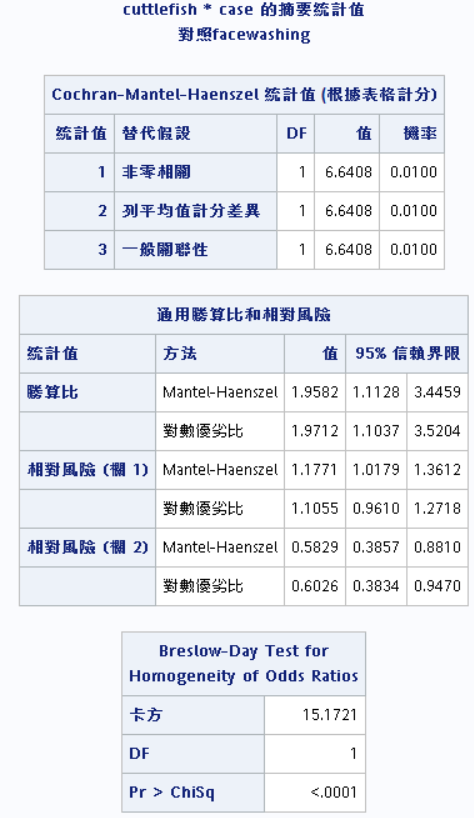 cuttlefish * case 的摘要統計值
對照facewashing
Cochran-Mantel-Haenszel 統計值 (根據表格計分)
統計值 替代假設 DF 值 機率
1 非零相關 1 6.6408 0.0100
2 列平均值計分差異 1 6.6408 0.0100
3 一般關聯性 1 6.6408 0.0100
通用勝算比和相對風險
統計值 方法 值 95% 信賴界限
勝算比 Mantel-Haenszel 1.9582 1.1128 3.4459
對數優劣比 1.9712 1.1037 3.5204
相對風險 (欄 1) Mantel-Haenszel 1.1771 1.0179 1.3612
對數優劣比 1.1055 0.9610 1.2718
相對風險 (欄 2) Mantel-Haenszel 0.5829 0.3857 0.8810
對數優劣比 0.6026 0.3834 0.9470
Breslow-Day Test for
Homogeneity of Odds Ratios
卡方 15.1721
DF 1
Pr > ChiSq <.0001